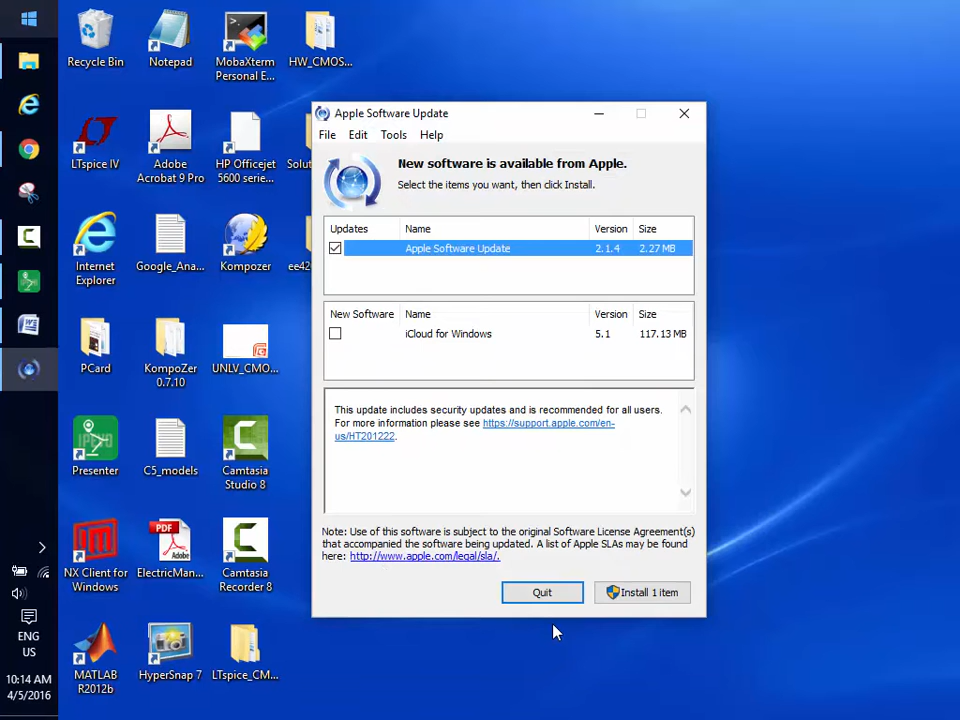 Recycle Bin
Notepad
MobaXterm
Personal E...
HW_CMOS...
LTspice IV
Adobe
Acrobat 9 Pro
HP Officejet
5600 serie...
Solut
Internet
Explorer
Google_Ana...
Kompozer
ee42
PCard
KompoZer
0.7.10
UNLV_CMO...
Presenter
C5_models
Camtasia
Studio 8
NX Client for
Windows
PDF
ElectricMan...
Camtasia
Recorder 8
MATLAB
R2012b
HyperSnap 7
LTspice_CM...
ENG
US
10:14 AM
4/5/2016
Apple Software Update
File Edit Tools Help
New software is available from Apple.
Select the items you want, then click Install.
Updates Name Version Size
Apple Software Update 2.1.4 2.27 MB
New Software Name Version Size
iCloud for Windows 5.1 117.13 MB
This update includes security updates and is recommended for all users.
For more information please see https://support.apple.com/en-
us/HT201222.
Note: Use of this software is subject to the original Software License Agreement(s)
that accompanied the software being updated. A list of Apple SLAs may be found
here: http://www.apple.com/legal/sla/.
Quit
Install 1 item